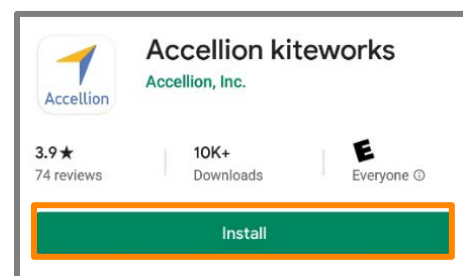 Accellion kiteworks
Accellion, Inc.
Accellion
3.9★ 10K+ E
74 reviews Downloads Everyone ⓘ
Install